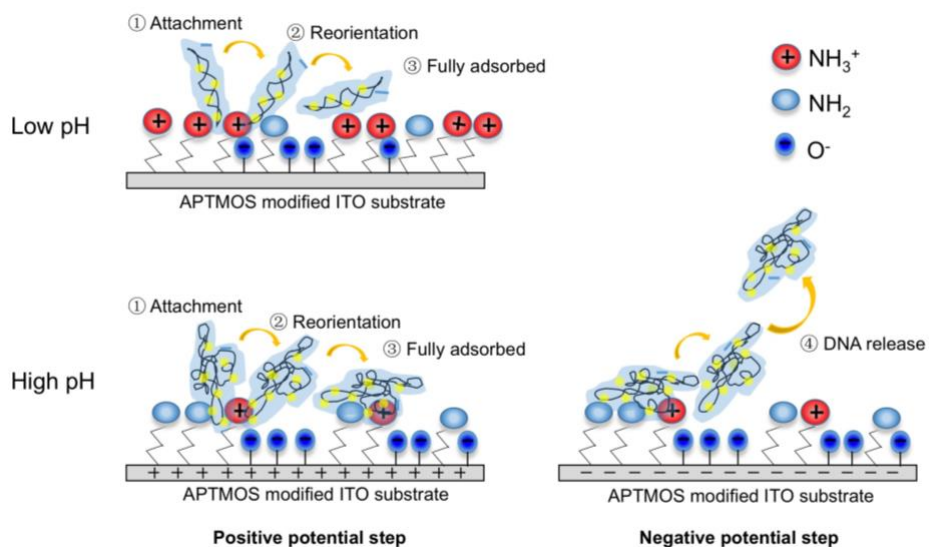 ① Attachment
② Reorientation
③ Fully adsorbed
NH₃⁺
NH₂
O⁻
Low pH
APTMOS modified ITO substrate
① Attachment
② Reorientation
③ Fully adsorbed
④ DNA release
High pH
APTMOS modified ITO substrate
APTMOS modified ITO substrate
Positive potential step
Negative potential step